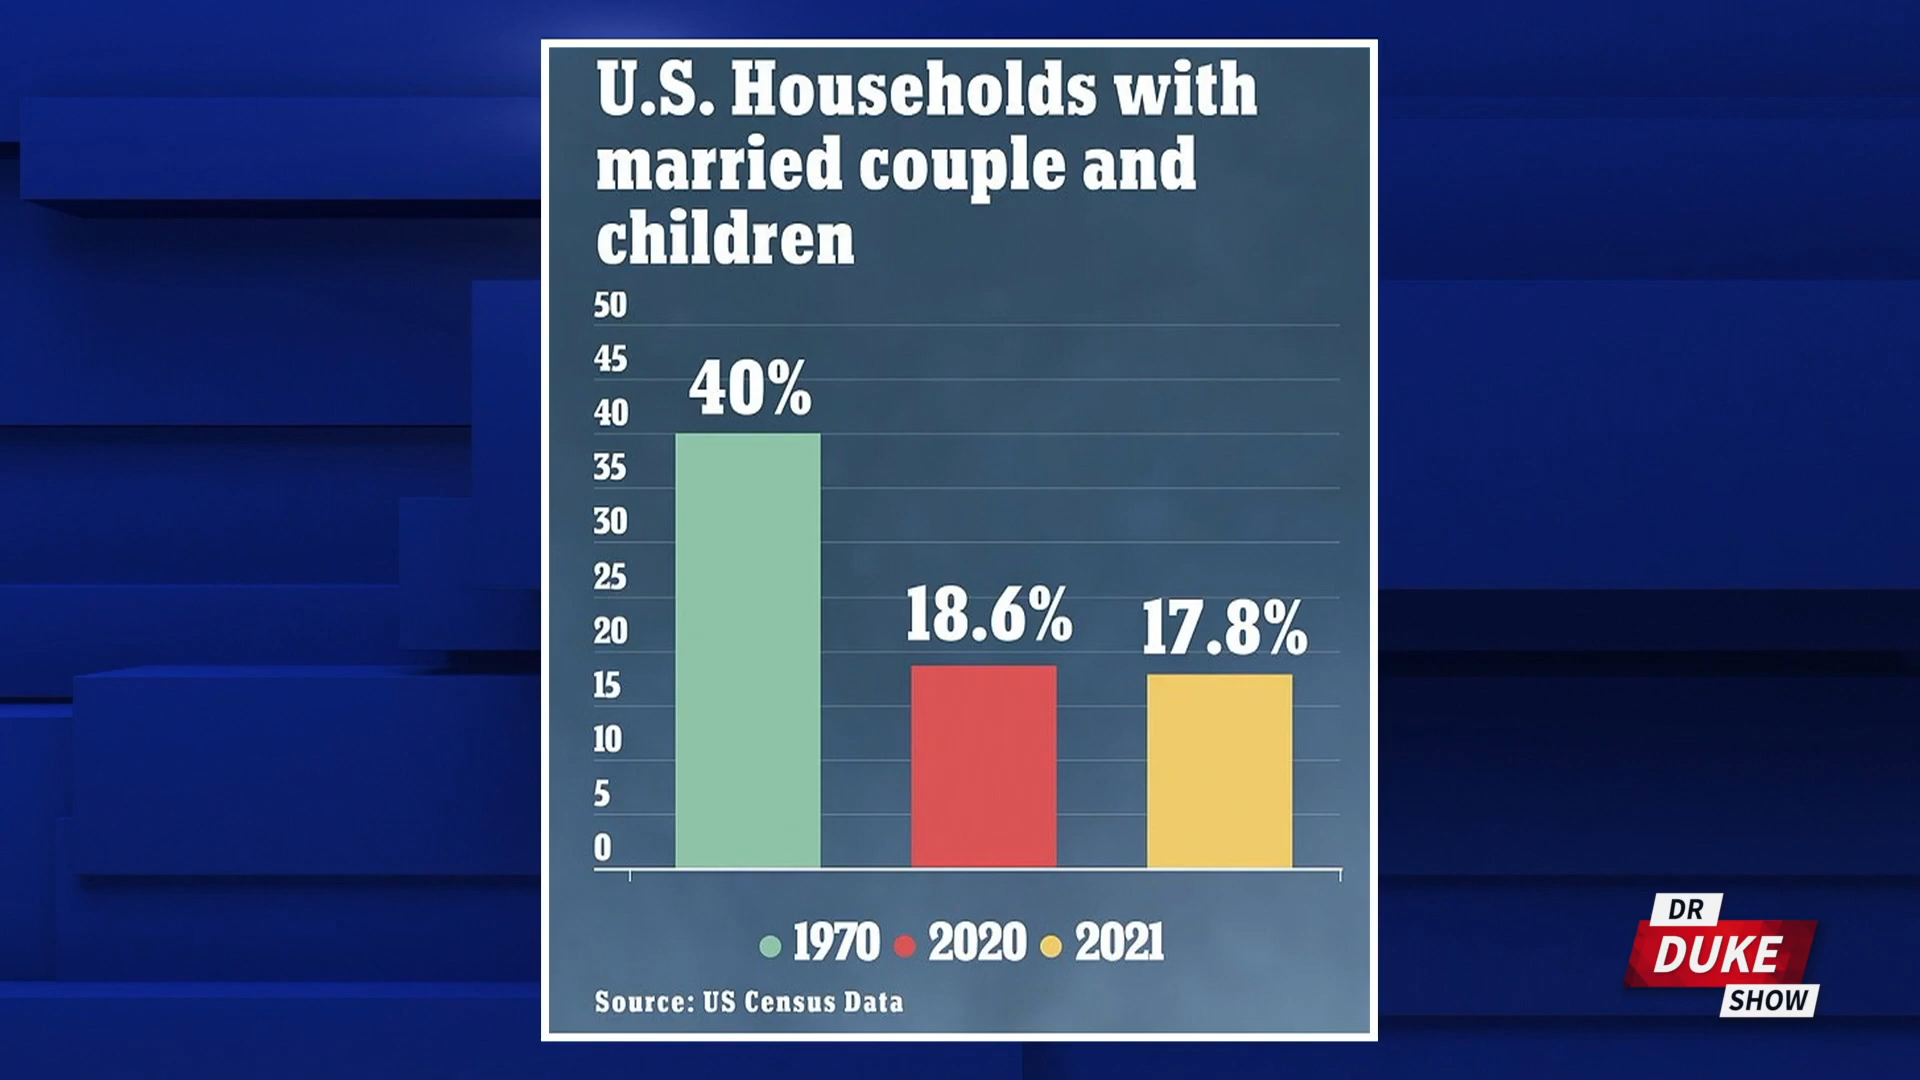 U.S. Households with
married couple and
children
50
45
40
35
30
25
20
15
10
5
0
40%
18.6%
17.8%
1970 2020 2021
Source: US Census Data
DR
DUKE
SHOW